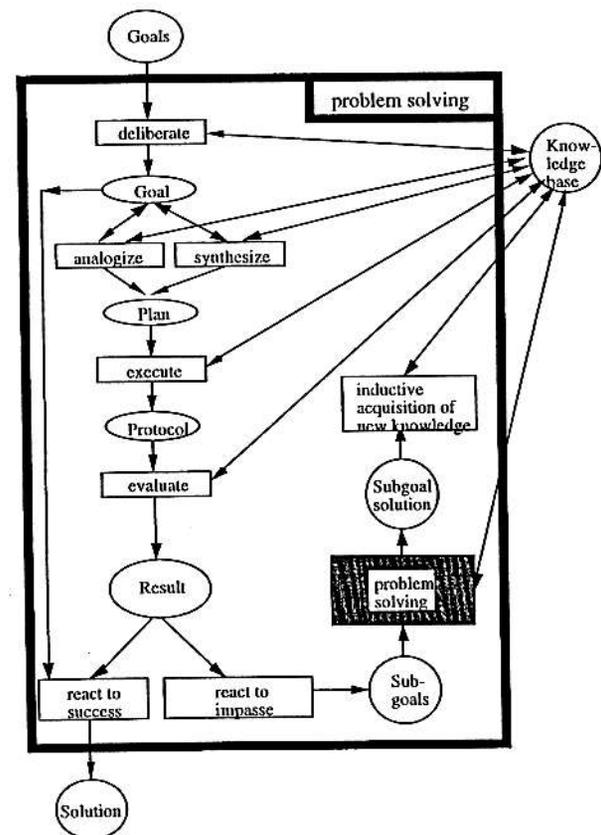 Goals
problem solving
deliberate
Know-
ledge
base
Goal
analogize
synthesize
Plan
execute
inductive
acquisition of
new knowledge
Protocol
evaluate
Subgoal
solution
Result
problem
solving
react to
success
react to
impasse
Sub-
goals
Solution